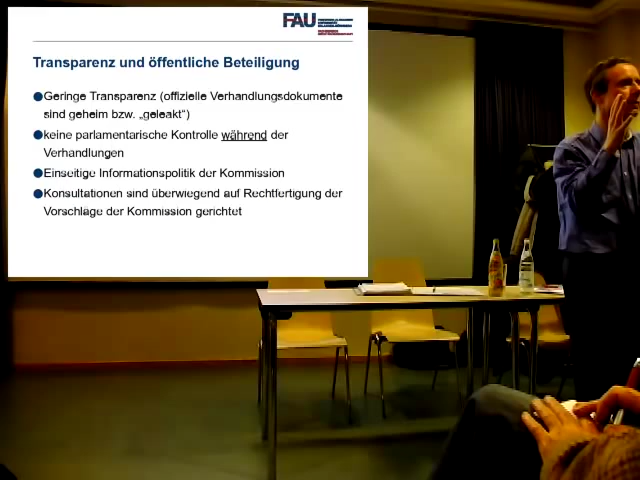 FAU
Transparenz und öffentliche Beteiligung
Geringe Transparenz (offizielle Verhandlungsdokumente
sind geheim bzw. „geleakt“)
keine parlamentarische Kontrolle während der
Verhandlungen
Einseitige Informationspolitik der Kommission
Konsultationen sind überwiegend auf Rechtfertigung der
Vorschläge der Kommission gerichtet